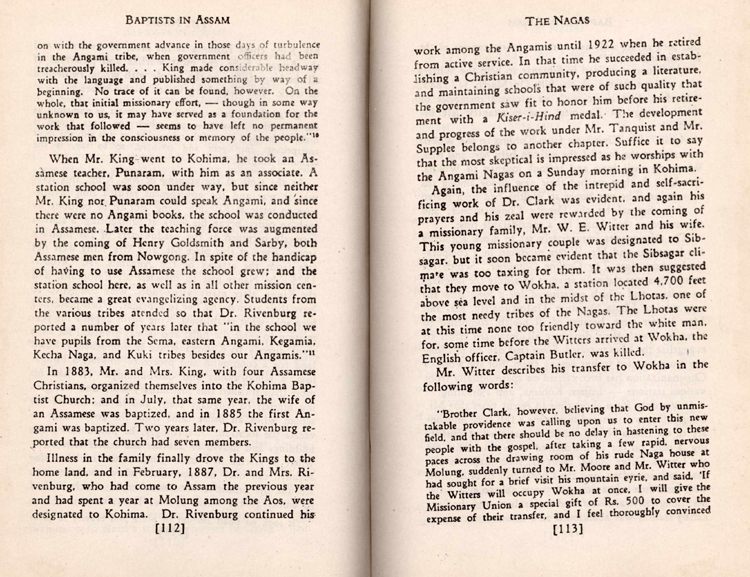 BAPTISTS IN ASSAM
on with the government advance in those days of turbulence
in the Angami tribe, when government officers had been
treacherously killed. . . . King made considerable headway
with the language and published something by way of a
beginning. No trace of it can be found, however. On the
whole, that initial missionary effort, — though in some way
unknown to us, it may have served as a foundation for the
work that followed — seems to have left no permanent
impression in the consciousness or memory of the people."¹⁰
When Mr. King went to Kohima, he took an As-
samese teacher, Punaram, with him as an associate. A
station school was soon under way, but since neither
Mr. King nor Punaram could speak Angami, and since
there were no Angami books, the school was conducted
in Assamese. Later the teaching force was augmented
by the coming of Henry Goldsmith and Sarby, both
Assamese men from Nowgong. In spite of the handicap
of having to use Assamese the school grew; and the
station school here, as well as in all other mission cen-
ters, became a great evangelizing agency. Students from
the various tribes atended so that Dr. Rivenburg re-
ported a number of years later that "in the school we
have pupils from the Sema, eastern Angami, Kegamia,
Kecha Naga, and Kuki tribes besides our Angamis."¹¹
In 1883, Mr. and Mrs. King, with four Assamese
Christians, organized themselves into the Kohima Bap-
tist Church; and in July, that same year, the wife of
an Assamese was baptized, and in 1885 the first An-
gami was baptized. Two years later, Dr. Rivenburg re-
ported that the church had seven members.
Illness in the family finally drove the Kings to the
home land, and in February, 1887, Dr. and Mrs. Ri-
venburg, who had come to Assam the previous year
and had spent a year at Molung among the Aos, were
designated to Kohima. Dr. Rivenburg continued his
[112]
THE NAGAS
work among the Angamis until 1922 when he retired
from active service. In that time he succeeded in estab-
lishing a Christian community, producing a literature,
and maintaining schools that were of such quality that
the government saw fit to honor him before his retire-
ment with a Kiser-i-Hind medal. The development
and progress of the work under Mr. Tanquist and Mr.
Supplee belongs to another chapter. Suffice it to say
that the most skeptical is impressed as he worships with
the Angami Nagas on a Sunday morning in Kohima.
Again, the influence of the intrepid and self-sacri-
ficing work of Dr. Clark was evident, and again his
prayers and his zeal were rewarded by the coming of
a missionary family, Mr. W. E. Witter and his wife.
This young missionary couple was designated to Sib-
sagar, but it soon became evident that the Sibsagar cli-
mate was too taxing for them. It was then suggested
that they move to Wokha, a station located 4,700 feet
above sea level and in the midst of the Lhotas, one of
the most needy tribes of the Nagas. The Lhotas were
at this time none too friendly toward the white man,
for, some time before the Witters arrived at Wokha, the
English officer, Captain Butler, was killed.
Mr. Witter describes his transfer to Wokha in the
following words:
"Brother Clark, however, believing that God by unmis-
takable providence was calling upon us to enter this new
field, and that there should be no delay in hastening to these
people with the gospel, after taking a few rapid, nervous
paces across the drawing room of his rude Naga house at
Molung, suddenly turned to Mr. Moore and Mr. Witter who
had sought for a brief visit his mountain eyrie, and said, 'If
the Witters will occupy Wokha at once, I will give the
Missionary Union a special gift of Rs. 500 to cover the
expense of their transfer, and I feel thoroughly convinced
[113]